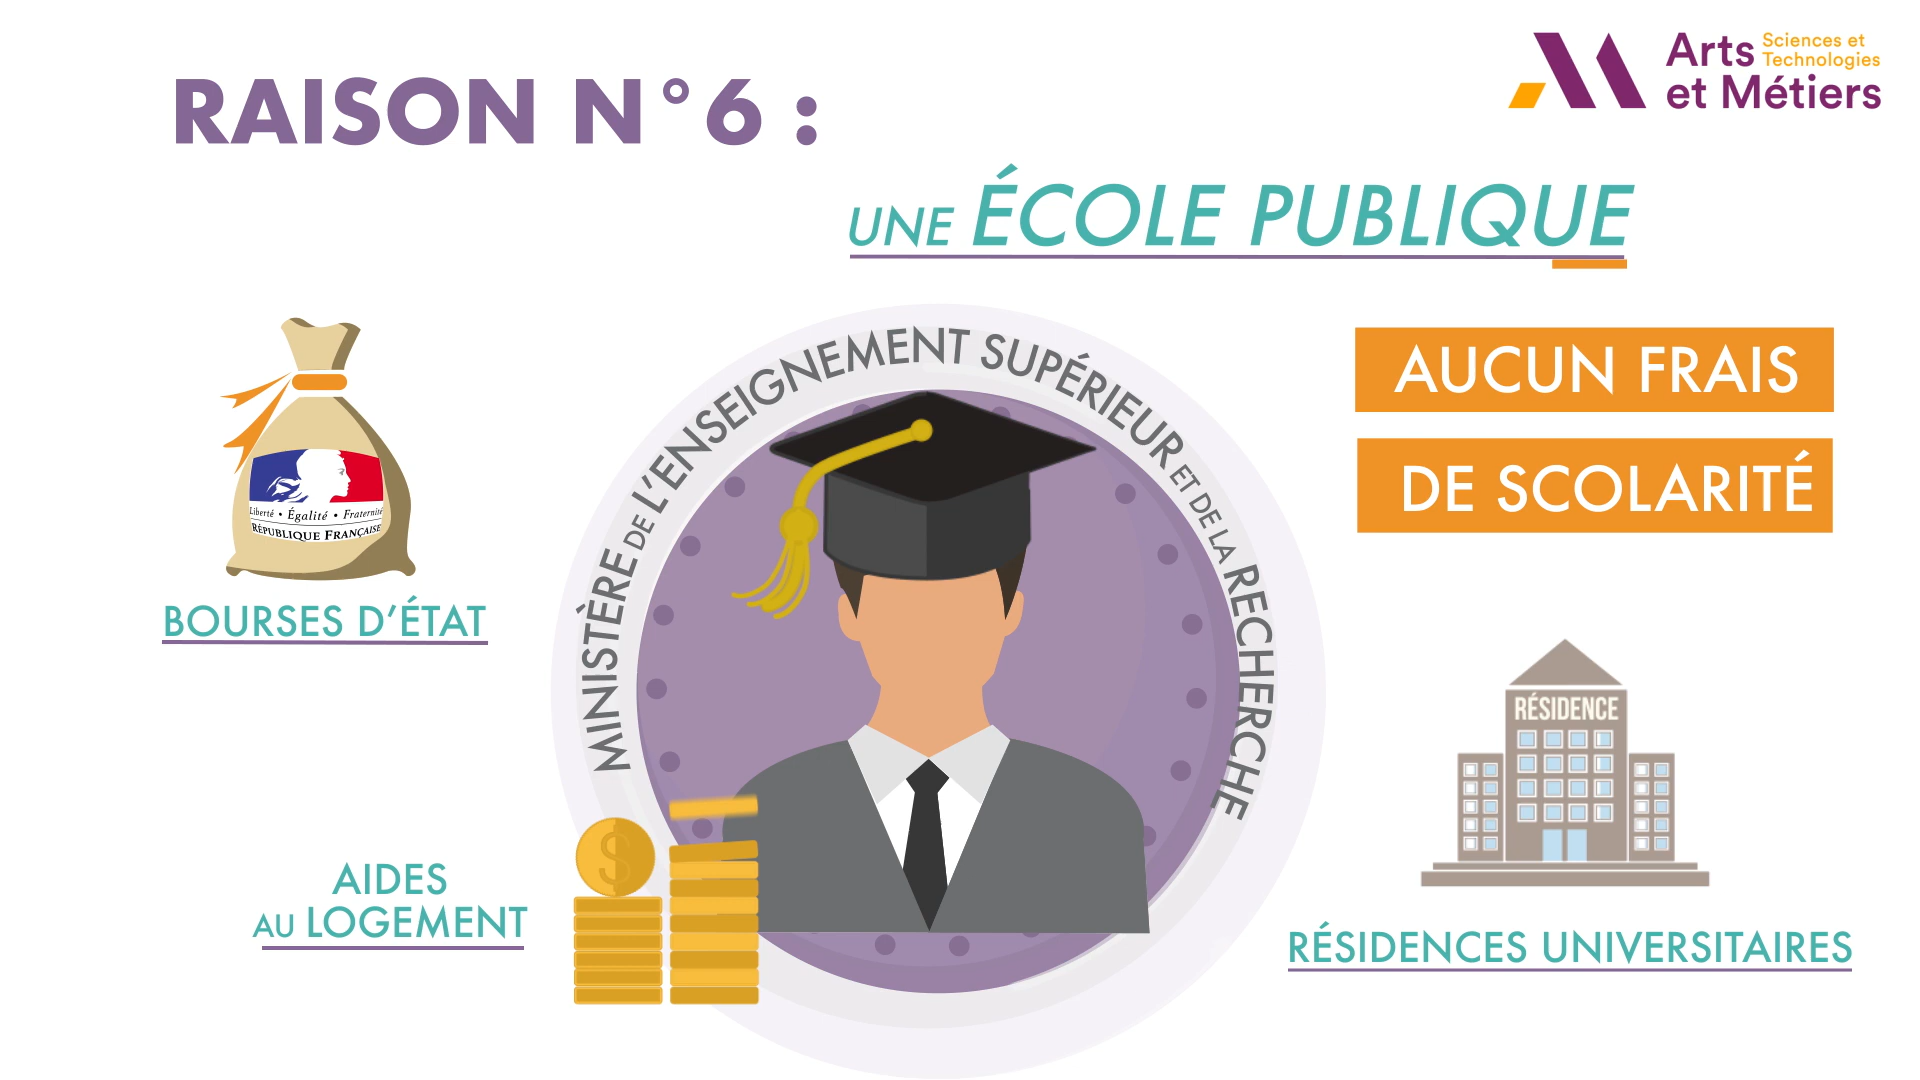 RAISON N°6 :
Arts Sciences et
Technologies
et Métiers
UNE ÉCOLE PUBLIQUE
MINISTÈRE DE L'ENSEIGNEMENT SUPÉRIEUR ET DE LA RECHERCHE
AUCUN FRAIS
DE SCOLARITÉ
Liberté • Égalité • Fraternité
RÉPUBLIQUE FRANÇAISE
BOURSES D'ÉTAT
RÉSIDENCE
$
AIDES
AU LOGEMENT
RÉSIDENCES UNIVERSITAIRES